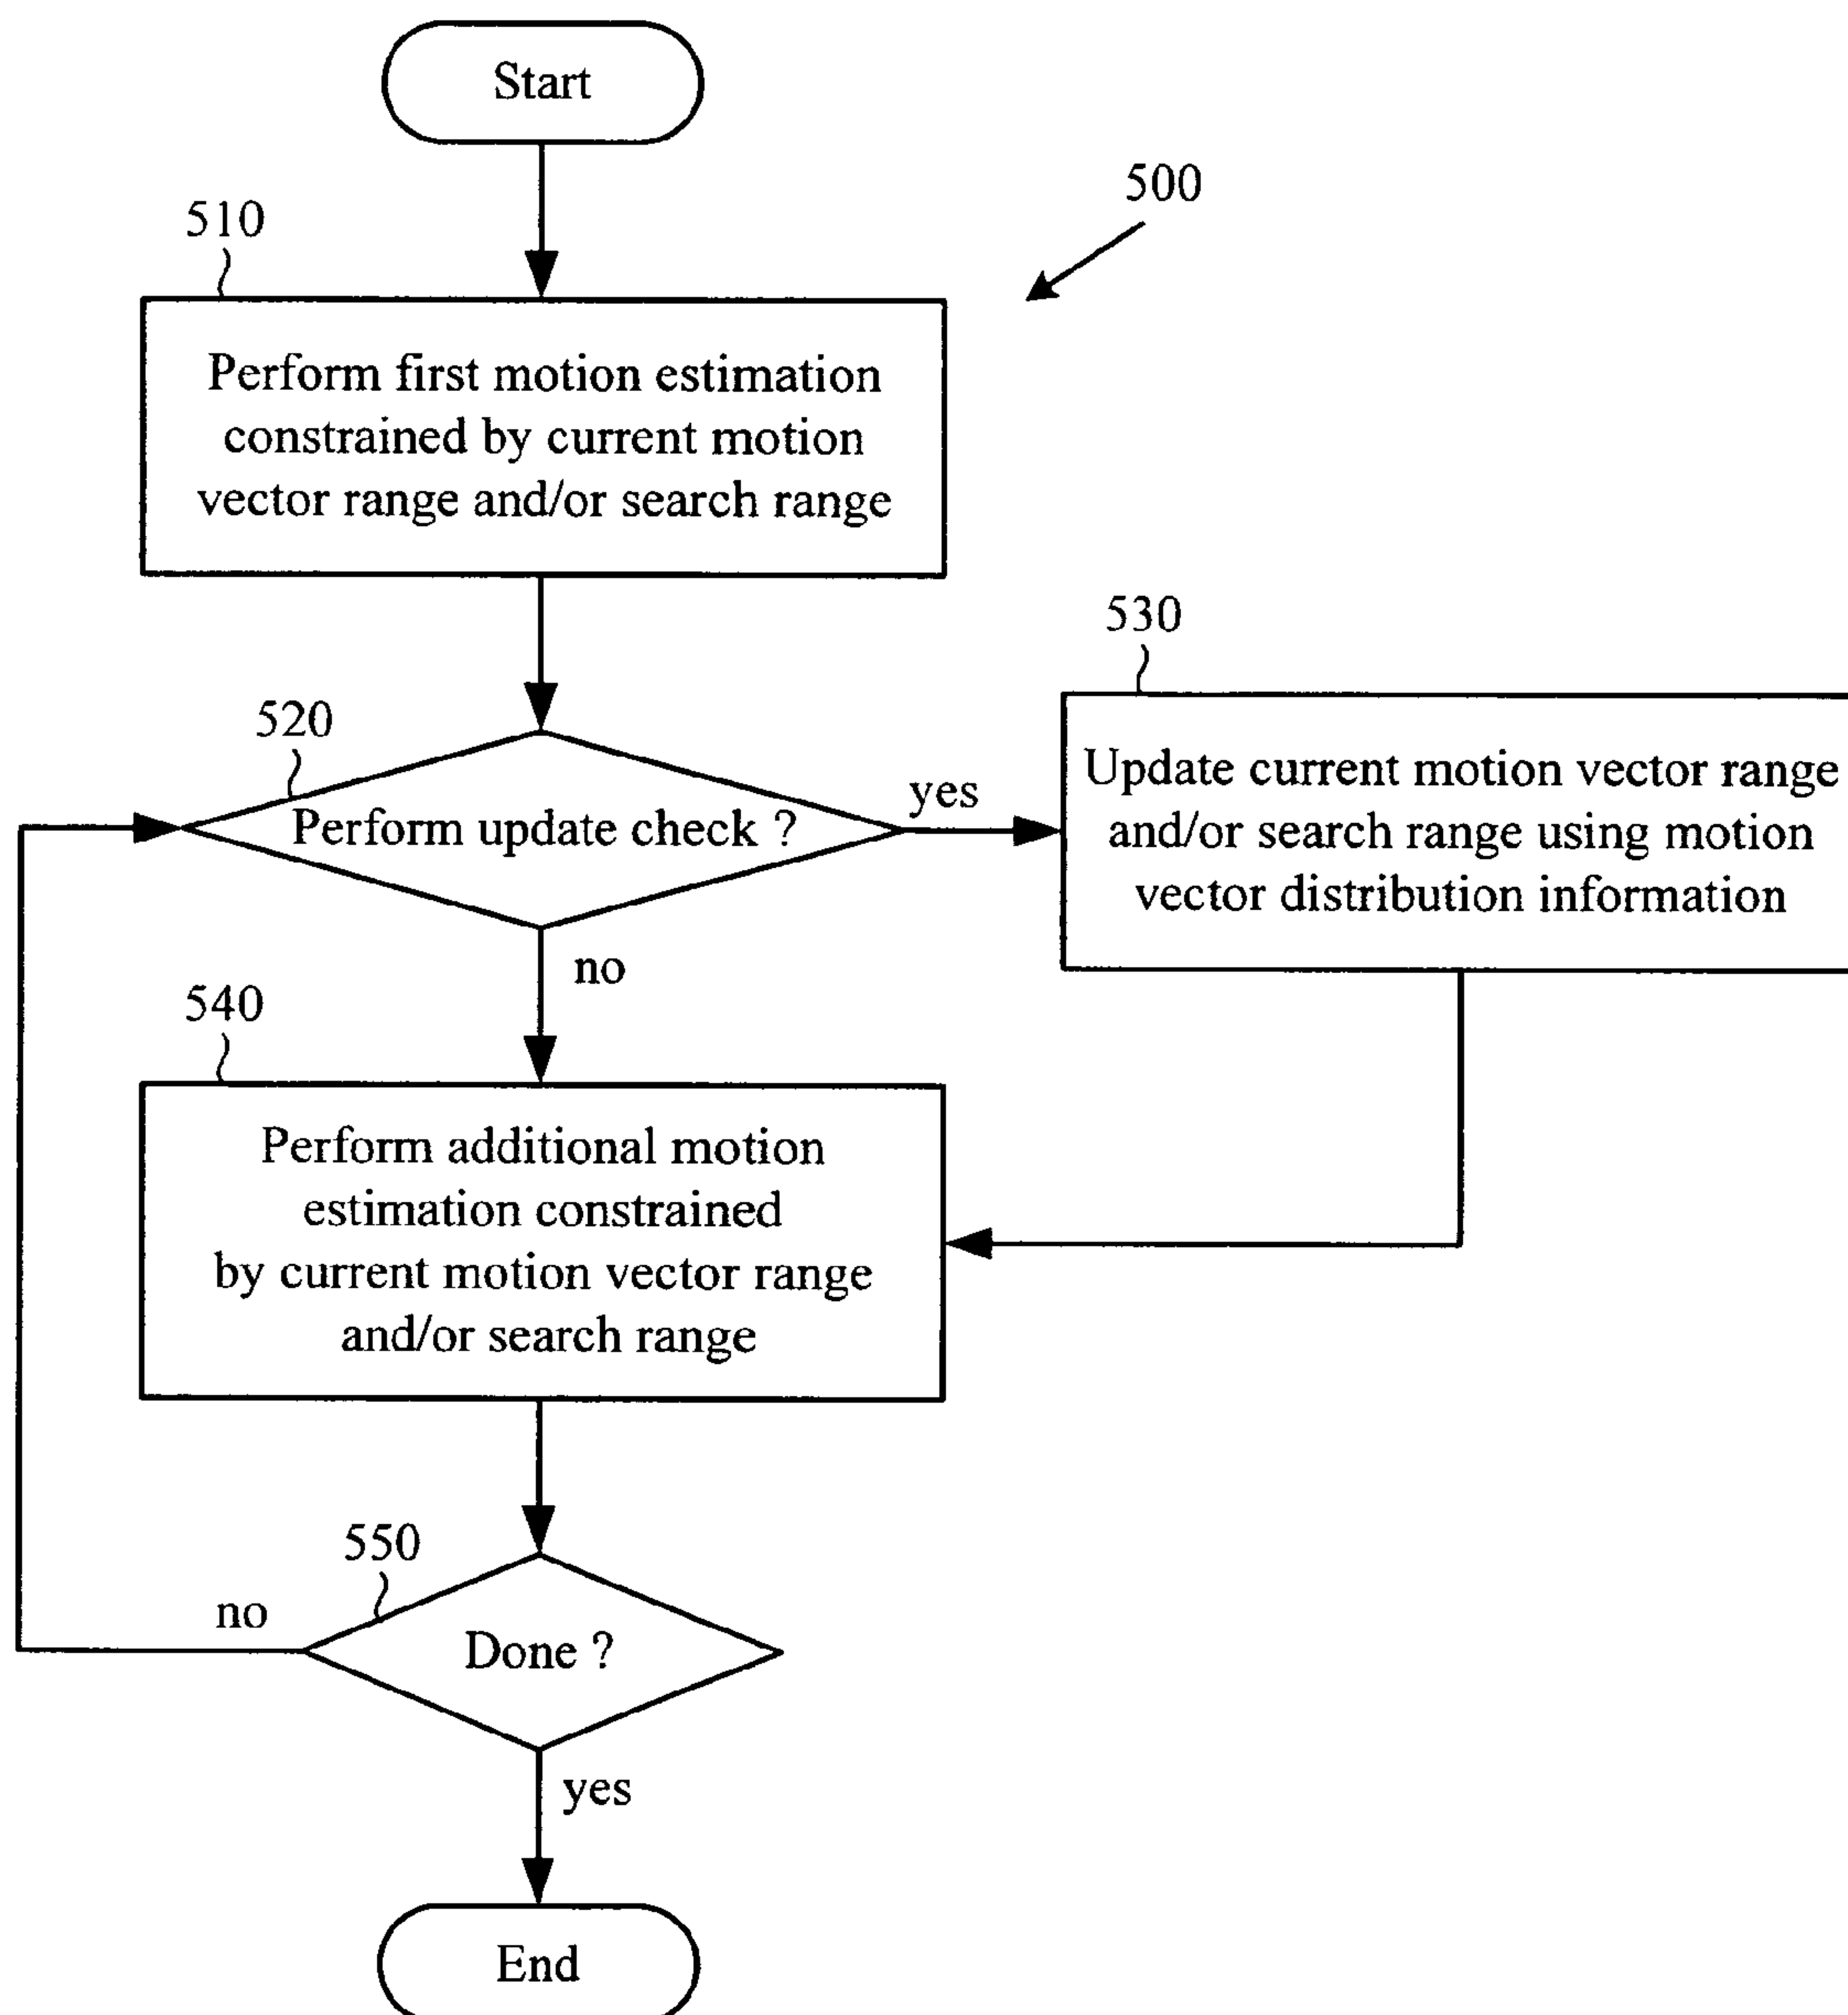 Start
500
510
Perform first motion estimation
constrained by current motion
vector range and/or search range
530
520
Perform update check ?
yes
Update current motion vector range
and/or search range using motion
vector distribution information
no
540
Perform additional motion
estimation constrained
by current motion vector range
and/or search range
550
no
Done ?
yes
End